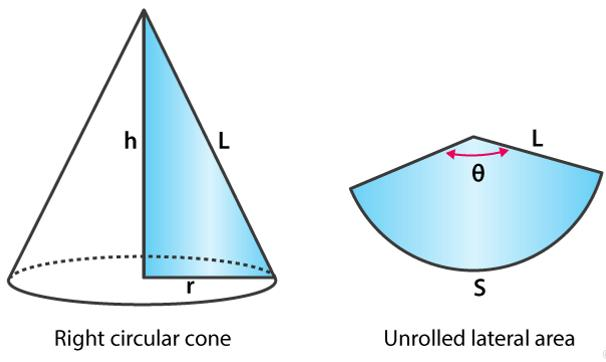 h
L
r
L
θ
S
Right circular cone
Unrolled lateral area